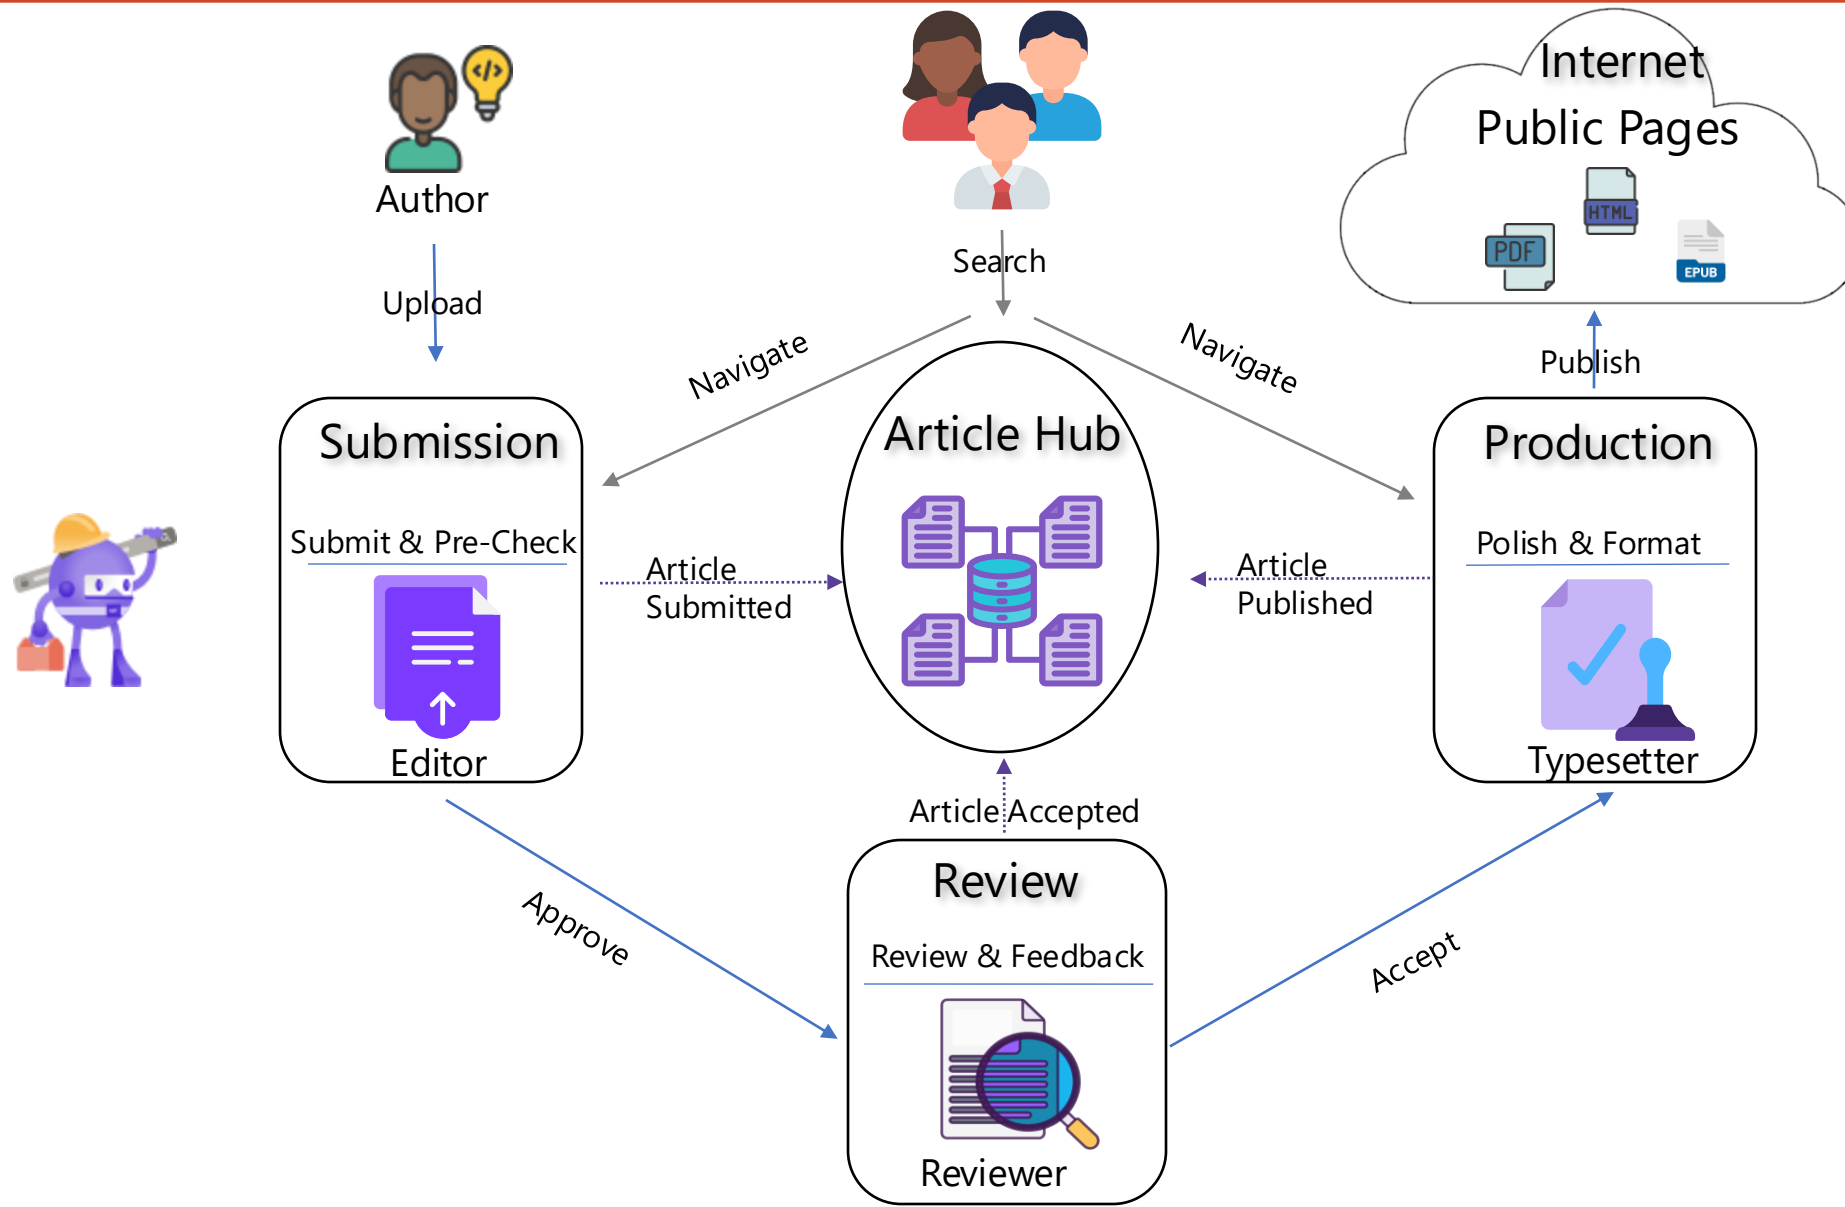 Internet
Public Pages
</>
HTML
PDF
EPUB
Author
Search
Upload
Navigate
Navigate
Publish
Submission
Article Hub
Production
Submit & Pre-Check
Polish & Format
Article
Submitted
Article
Published
Editor
Typesetter
Article Accepted
Review
Approve
Accept
Review & Feedback
Reviewer